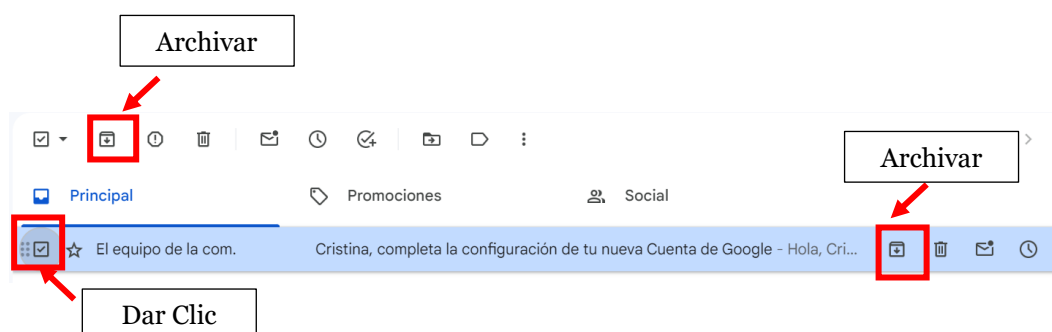 Archivar
Archivar
Principal
Promociones
Social
El equipo de la com. Cristina, completa la configuración de tu nueva Cuenta de Google - Hola, Cri...
Dar Clic